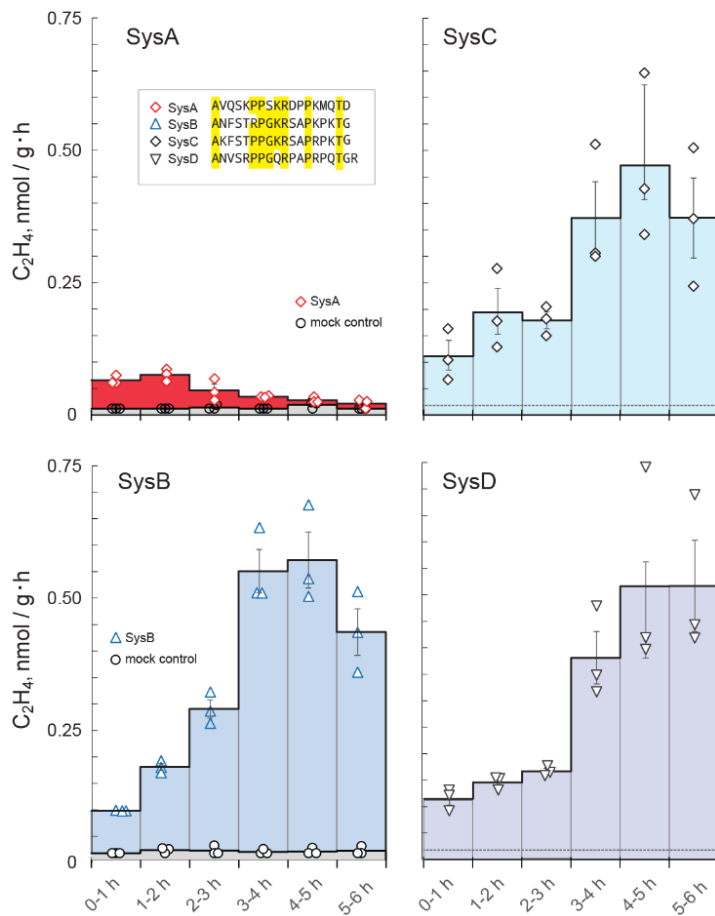 SysA
SysC
0.75
0.50
0.25
0
C₂H₄, nmol / g·h
SysA AVQSKPPSKRDPPKMQTD
SysB ANFSTRPGKRSAPKPKTG
SysC AKFSTPPGKRSAPRPKTG
SysD ANVSRPPGQRPAPRPQTGR
SysA
mock control
SysB
SysD
0.75
0.50
0.25
0
C₂H₄, nmol / g·h
SysB
mock control
0-1 h
1-2 h
2-3 h
3-4 h
4-5 h
5-6 h
0-1 h
1-2 h
2-3 h
3-4 h
4-5 h
5-6 h